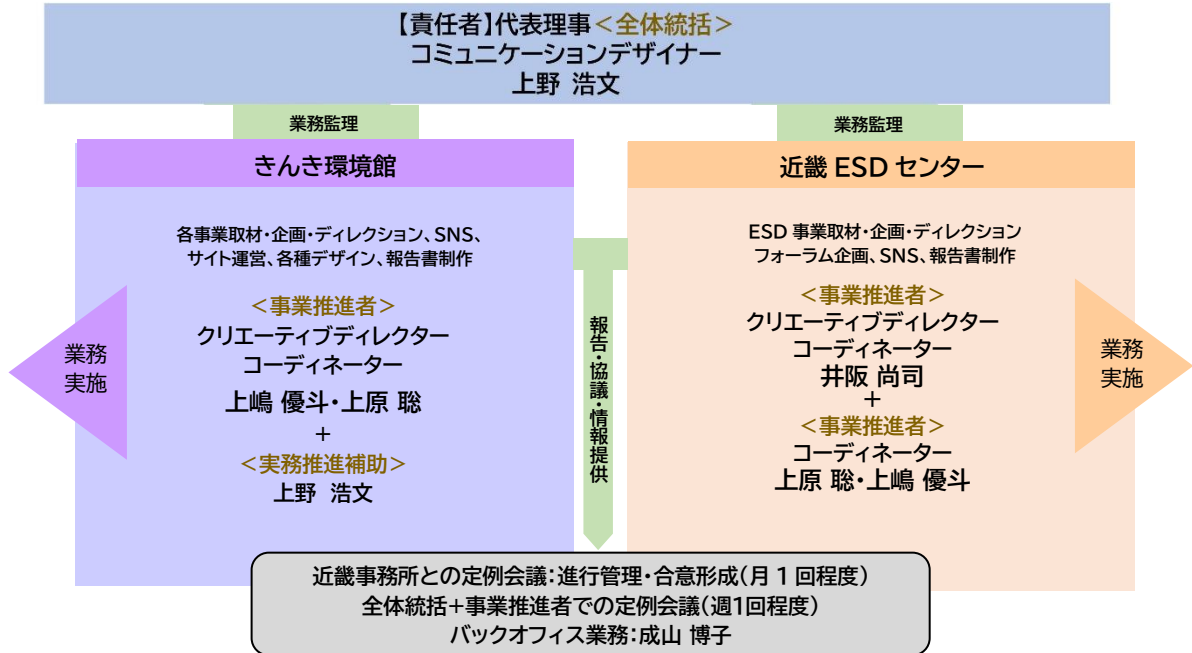 【責任者】代表理事＜全体統括＞
コミュニケーションデザイナー
上野 浩文
業務監理
業務監理
きんき環境館
各事業取材・企画・ディレクション、SNS、
サイト運営、各種デザイン、報告書制作
＜事業推進者＞
クリエーティブディレクター
コーディネーター
上嶋 優斗・上原 聡
+
＜実務推進補助＞
上野 浩文
業務
実施
報告・協議・情報提供
近畿 ESD センター
ESD 事業取材・企画・ディレクション
フォーラム企画、SNS、報告書制作
＜事業推進者＞
クリエーティブディレクター
コーディネーター
井阪 尚司
+
＜事業推進者＞
コーディネーター
上原 聡・上嶋 優斗
業務
実施
近畿事務所との定例会議：進行管理・合意形成（月 1 回程度）
全体統括＋事業推進者での定例会議（週1回程度）
バックオフィス業務：成山 博子